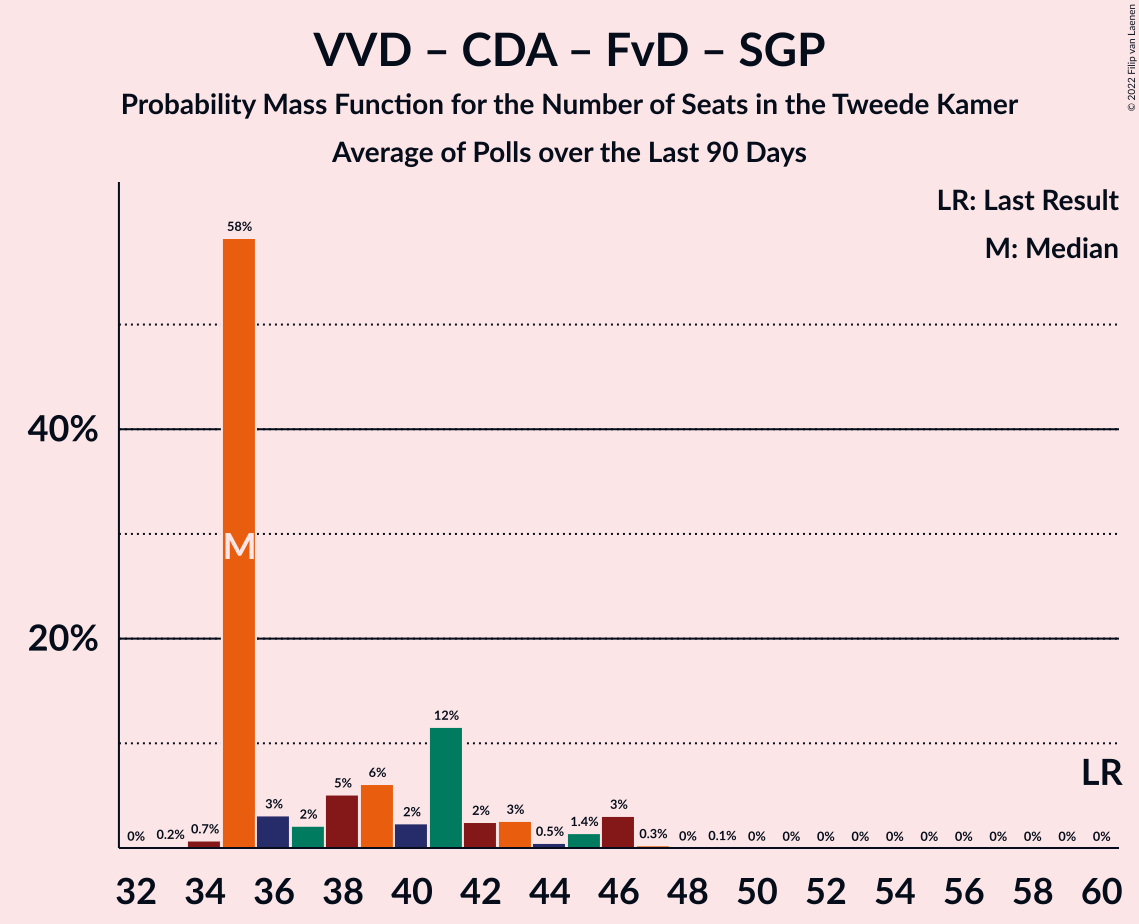 VVD – CDA – FvD – SGP
Probability Mass Function for the Number of Seats in the Tweede Kamer
Average of Polls over the Last 90 Days
© 2022 Filip van Laenen
LR: Last Result
M: Median
58%
40%
M
20%
12%
LR
0% 0.2% 0.7% 3% 2% 5% 6% 2% 2% 3% 0.5% 1.4% 3% 0.3% 0% 0.1% 0% 0% 0% 0% 0% 0% 0% 0% 0% 0% 0%
32 34 36 38 40 42 44 46 48 50 52 54 56 58 60